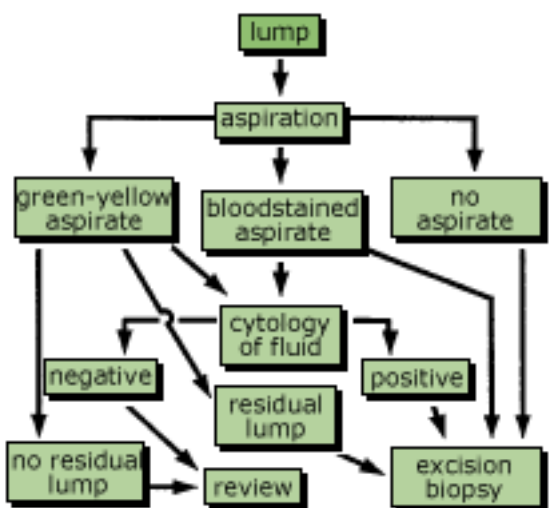 lump
aspiration
green-yellow
aspirate
bloodstained
aspirate
no
aspirate
cytology
of fluid
negative
positive
residual
lump
no residual
lump
review
excision
biopsy